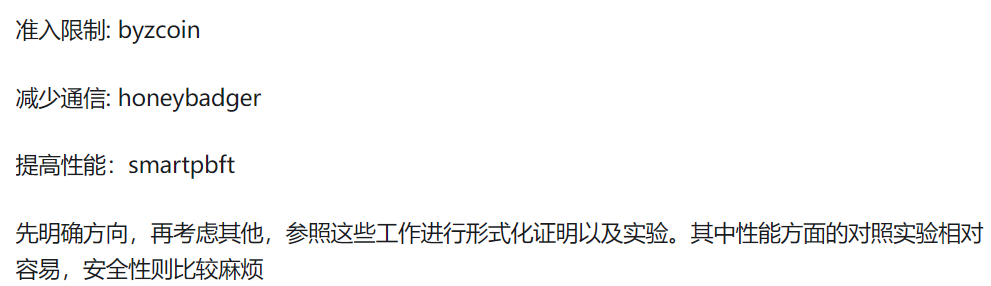 准入限制: byzcoin
减少通信: honeybadger
提高性能：smartpbft
先明确方向，再考虑其他，参照这些工作进行形式化证明以及实验。其中性能方面的对照实验相对
容易，安全性则比较麻烦